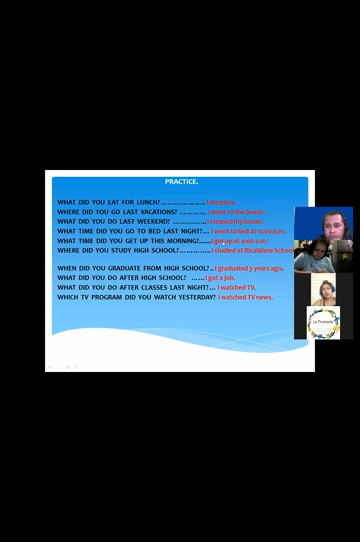 PRACTICE.
WHAT DID YOU EAT FOR LUNCH?..................... I ate pizza.
WHERE DID YOU GO LAST VACATIONS? ............ I went to the beach.
WHAT DID YOU DO LAST WEEKEND? ............... I cleaned my house.
WHAT TIME DID YOU GO TO BED LAST NIGHT?.... I went to bed at 11:00 p.m.
WHAT TIME DID YOU GET UP THIS MORNING?...... I got up at 4:00 a.m.
WHERE DID YOU STUDY HIGH SCHOOL?.............. I studied at Ricaldone School
WHEN DID YOU GRADUATE FROM HIGH SCHOOL?.. I graduated 5 years ago.
WHAT DID YOU DO AFTER HIGH SCHOOL? ...... I got a job.
WHAT DID YOU DO AFTER CLASSES LAST NIGHT?... I watched TV.
WHICH TV PROGRAM DID YOU WATCH YESTERDAY? I watched TV news.